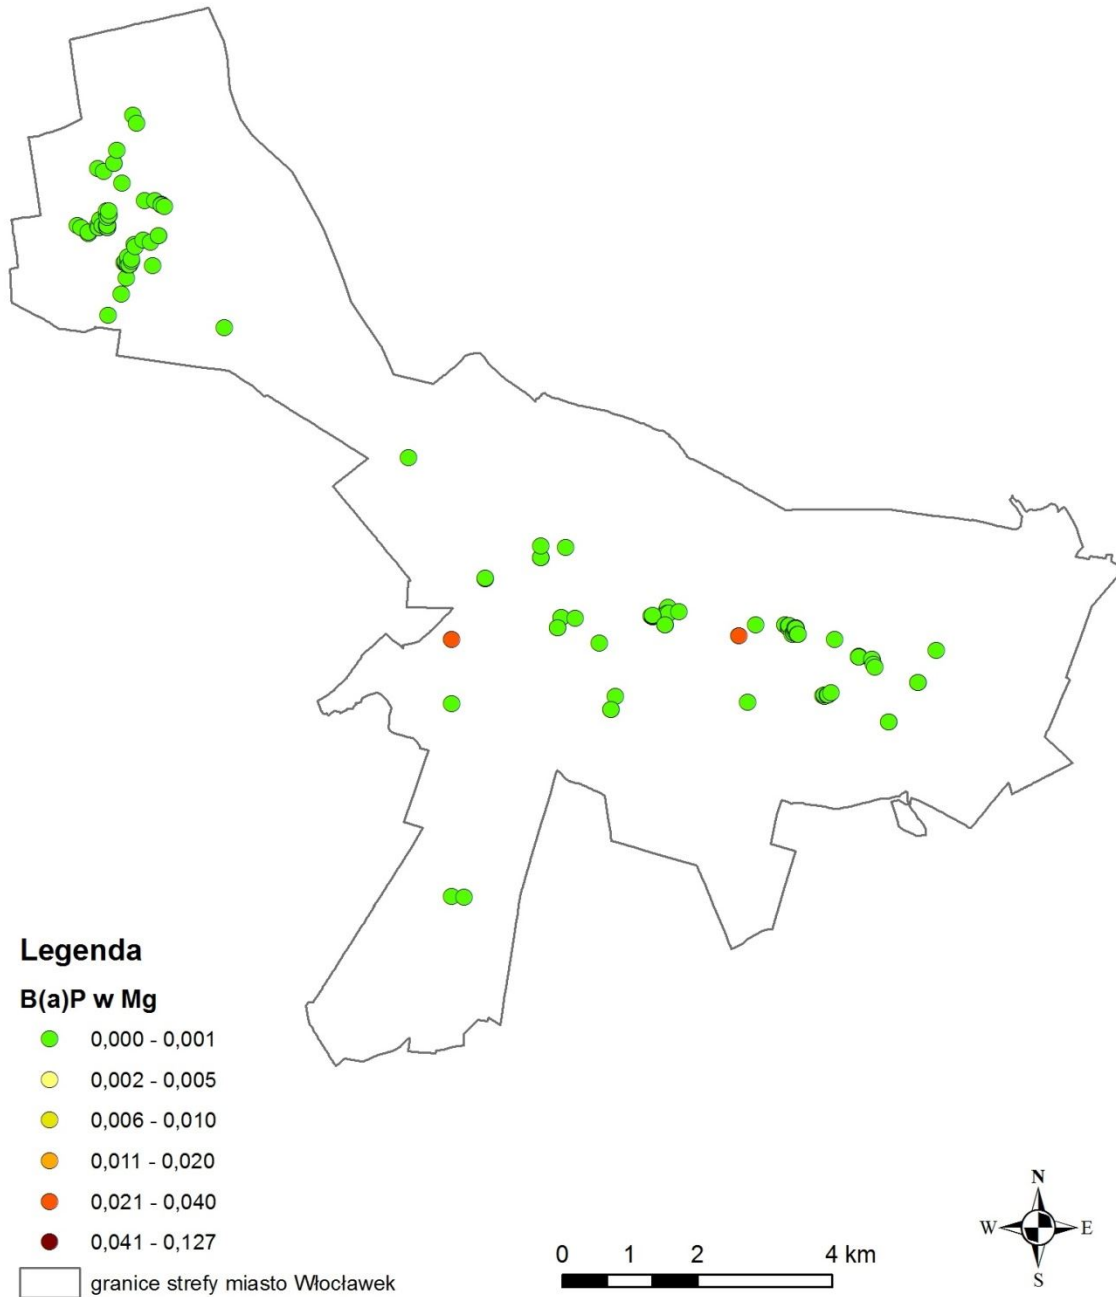 Legenda
B(a)P w Mg
0,000 - 0,001
0,002 - 0,005
0,006 - 0,010
0,011 - 0,020
0,021 - 0,040
0,041 - 0,127
granice strefy miasto Włocławek
0 1 2 4 km
N
W E
S